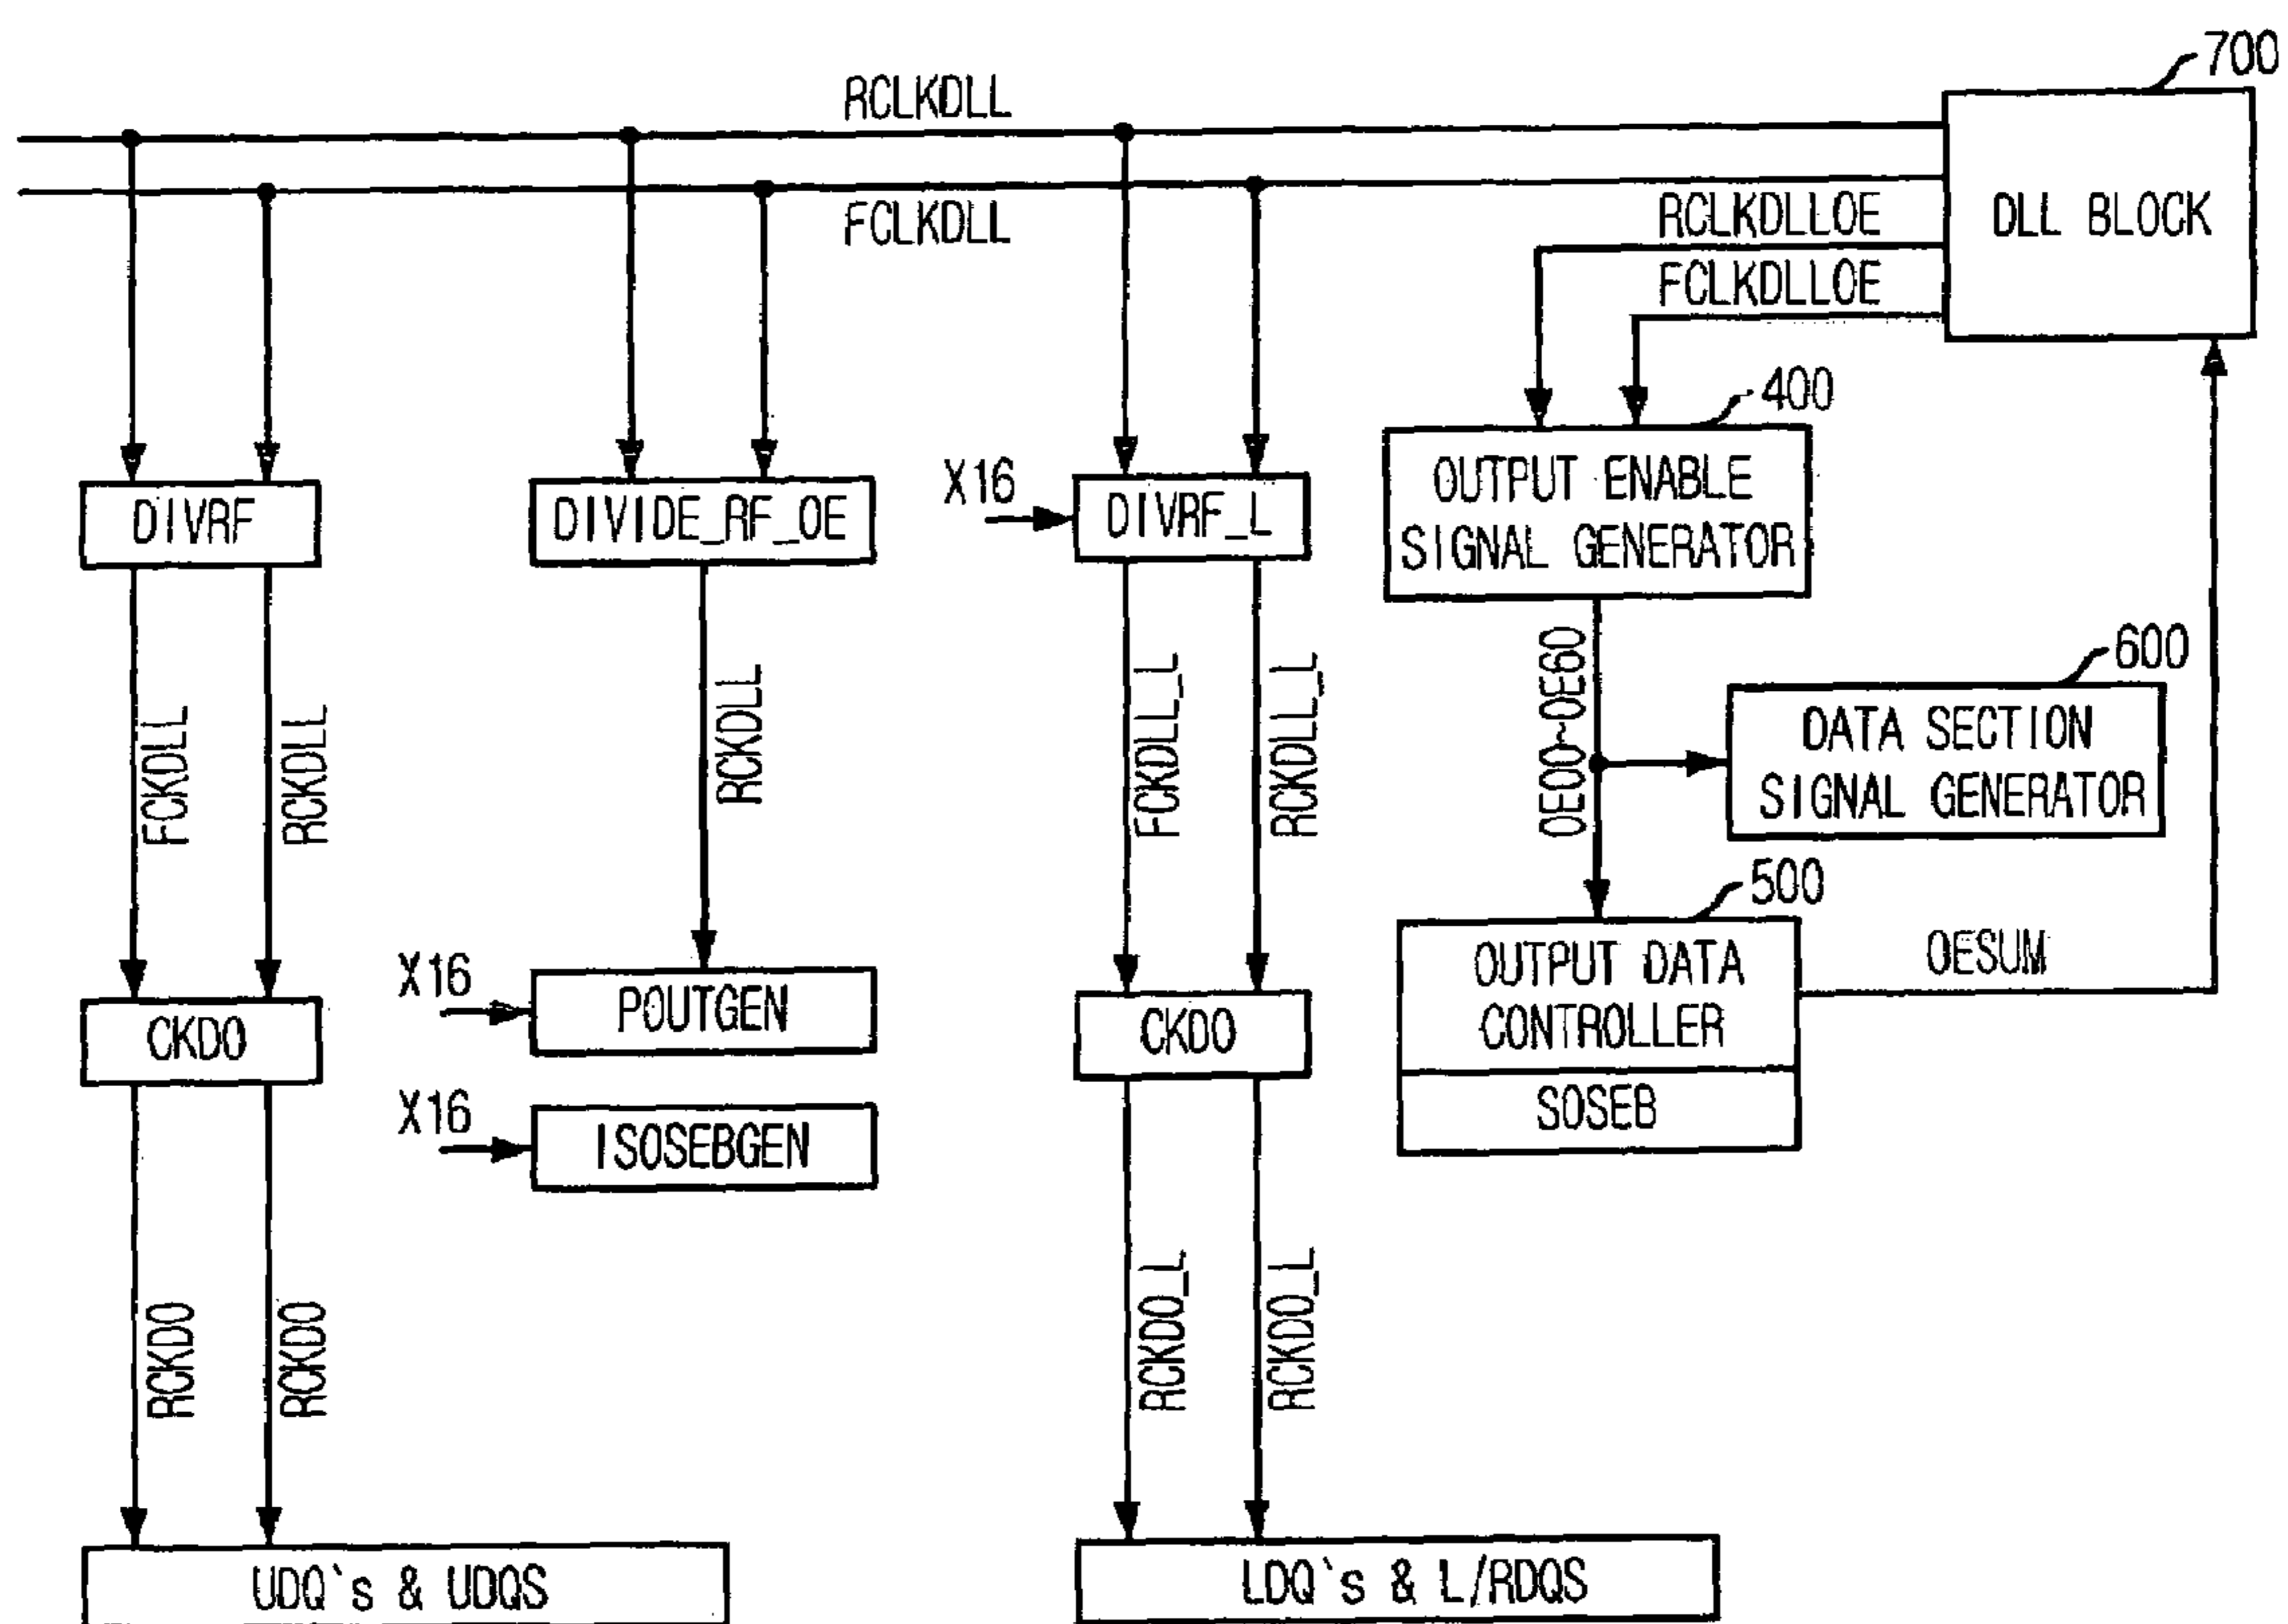 700
RCLKDLL
DLL BLOCK
FCLKDLL
RCLKDLLOE
FCLKDLLOE
400
X16
OUTPUT ENABLE
SIGNAL GENERATOR
DIVRF
DIVIDE_RF_OE
DIVRF_L
OE00~OE60
600
DATA SECTION
SIGNAL GENERATOR
FCKDLL
RCKDLL
RCKDLL
FCKDLL_L
RCKDLL_L
500
OUTPUT DATA
CONTROLLER
SOSEB
OESUM
X16
POUTGEN
CKDO
CKDO
X16
ISOSEBGEN
RCKDO
RCKDO
RCKDO_L
RCKDO_L
UDQ`s & UDQS
LDQ`s & L/RDQS